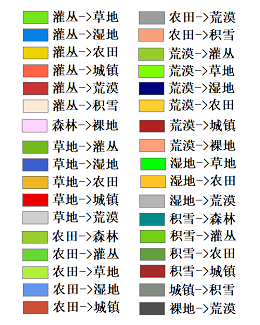 灌丛->草地
灌丛->湿地
灌丛->农田
灌丛->城镇
灌丛->荒漠
灌丛->积雪
森林->裸地
草地->灌丛
草地->湿地
草地->农田
草地->城镇
草地->荒漠
农田->森林
农田->灌丛
农田->草地
农田->湿地
农田->城镇
农田->荒漠
农田->积雪
荒漠->灌丛
荒漠->草地
荒漠->湿地
荒漠->农田
荒漠->城镇
荒漠->裸地
湿地->草地
湿地->农田
湿地->荒漠
积雪->森林
积雪->灌丛
积雪->农田
积雪->城镇
城镇->积雪
裸地->荒漠